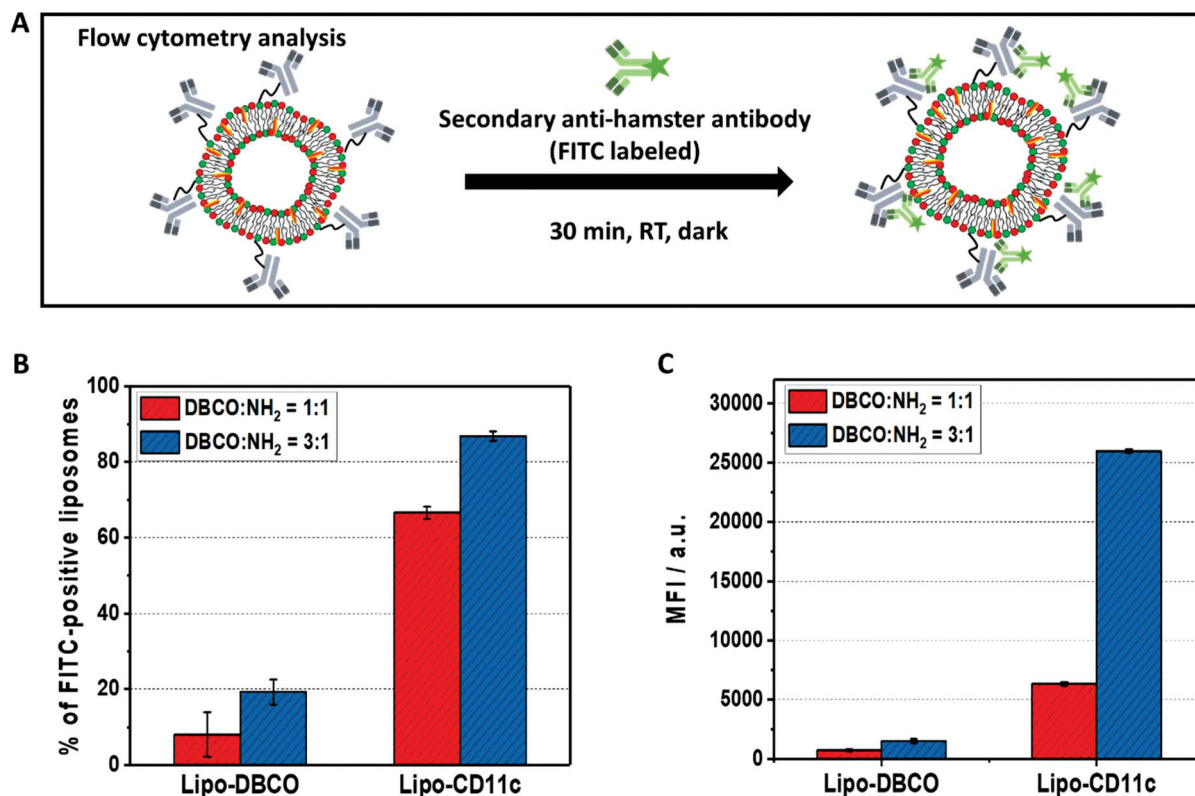 A
Flow cytometry analysis
Secondary anti-hamster antibody
(FITC labeled)
30 min, RT, dark
B
% of FITC-positive liposomes
100
80
60
40
20
0
DBCO:NH₂ = 1:1
DBCO:NH₂ = 3:1
Lipo-DBCO Lipo-CD11c
C
MFI / a.u.
30000
25000
20000
15000
10000
5000
0
DBCO:NH₂ = 1:1
DBCO:NH₂ = 3:1
Lipo-DBCO Lipo-CD11c